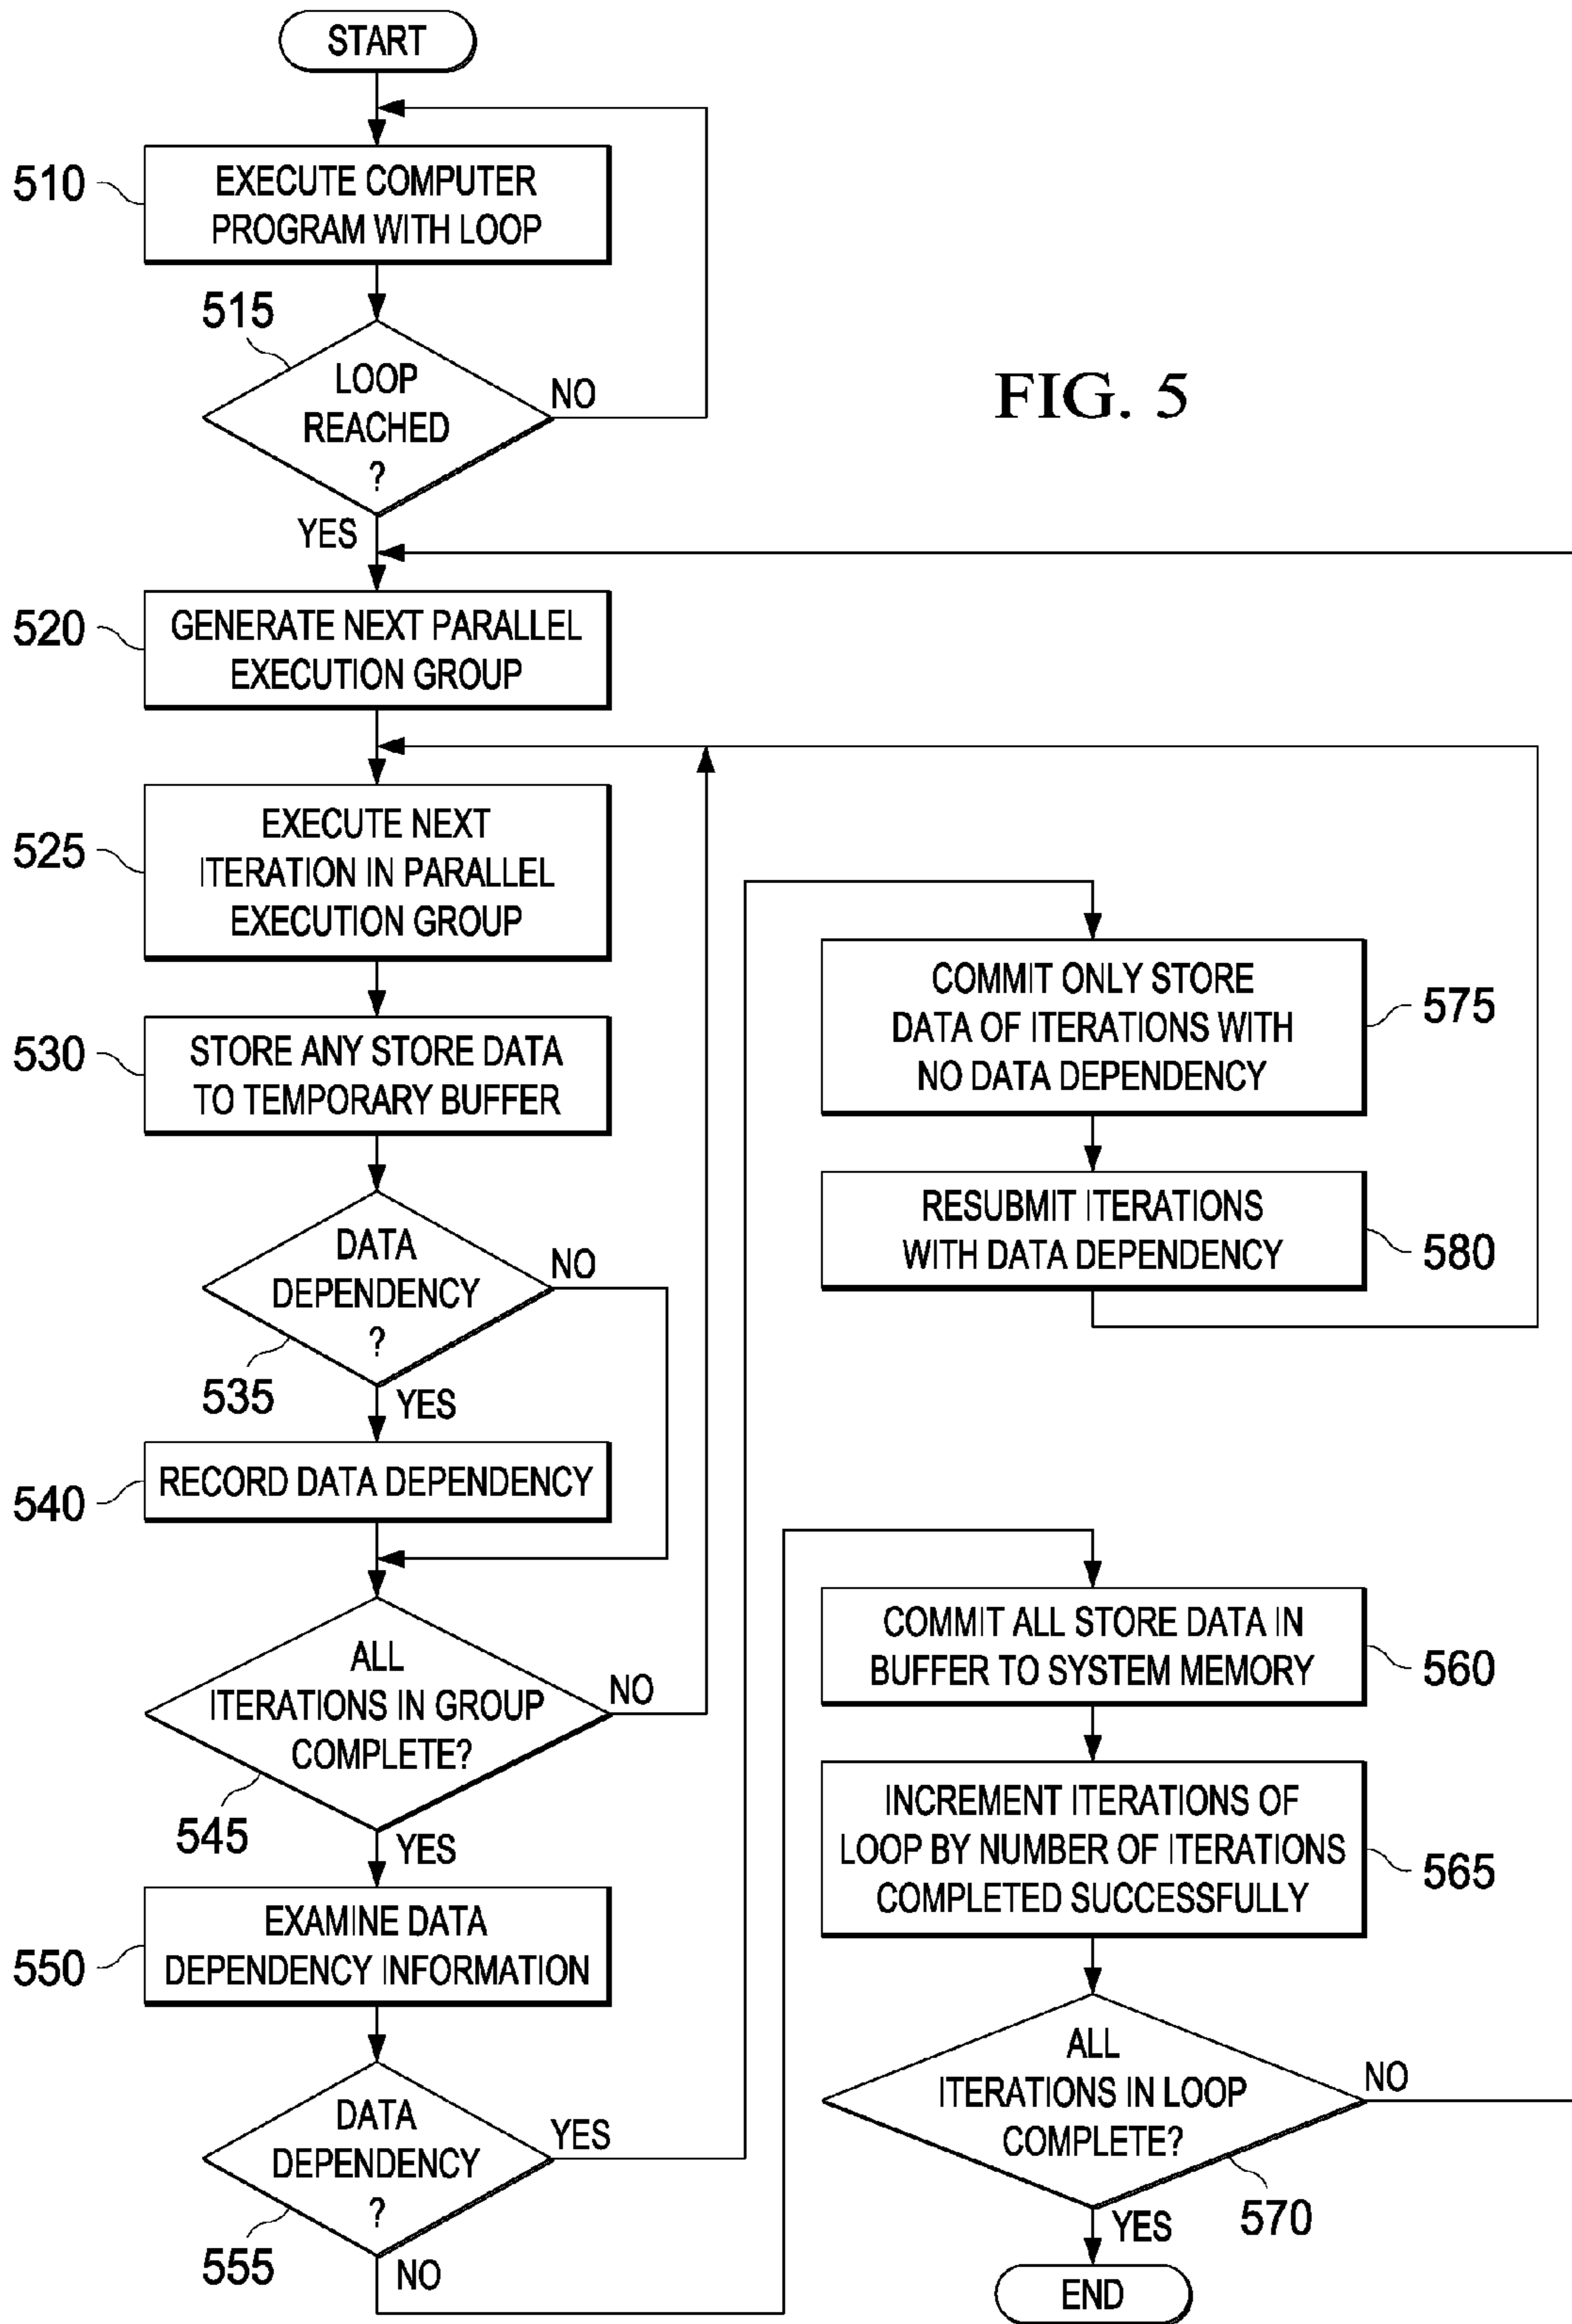 START
510
EXECUTE COMPUTER
PROGRAM WITH LOOP
515
LOOP
REACHED
?
NO
YES
FIG. 5
520
GENERATE NEXT PARALLEL
EXECUTION GROUP
525
EXECUTE NEXT
ITERATION IN PARALLEL
EXECUTION GROUP
530
STORE ANY STORE DATA
TO TEMPORARY BUFFER
DATA
DEPENDENCY
?
NO
535
YES
540
RECORD DATA DEPENDENCY
ALL
ITERATIONS IN GROUP
COMPLETE?
NO
545
YES
550
EXAMINE DATA
DEPENDENCY INFORMATION
DATA
DEPENDENCY
?
YES
555
NO
COMMIT ONLY STORE
DATA OF ITERATIONS WITH
NO DATA DEPENDENCY
575
RESUBMIT ITERATIONS
WITH DATA DEPENDENCY
580
COMMIT ALL STORE DATA IN
BUFFER TO SYSTEM MEMORY
560
INCREMENT ITERATIONS OF
LOOP BY NUMBER OF ITERATIONS
COMPLETED SUCCESSFULLY
565
ALL
ITERATIONS IN LOOP
COMPLETE?
NO
570
YES
END